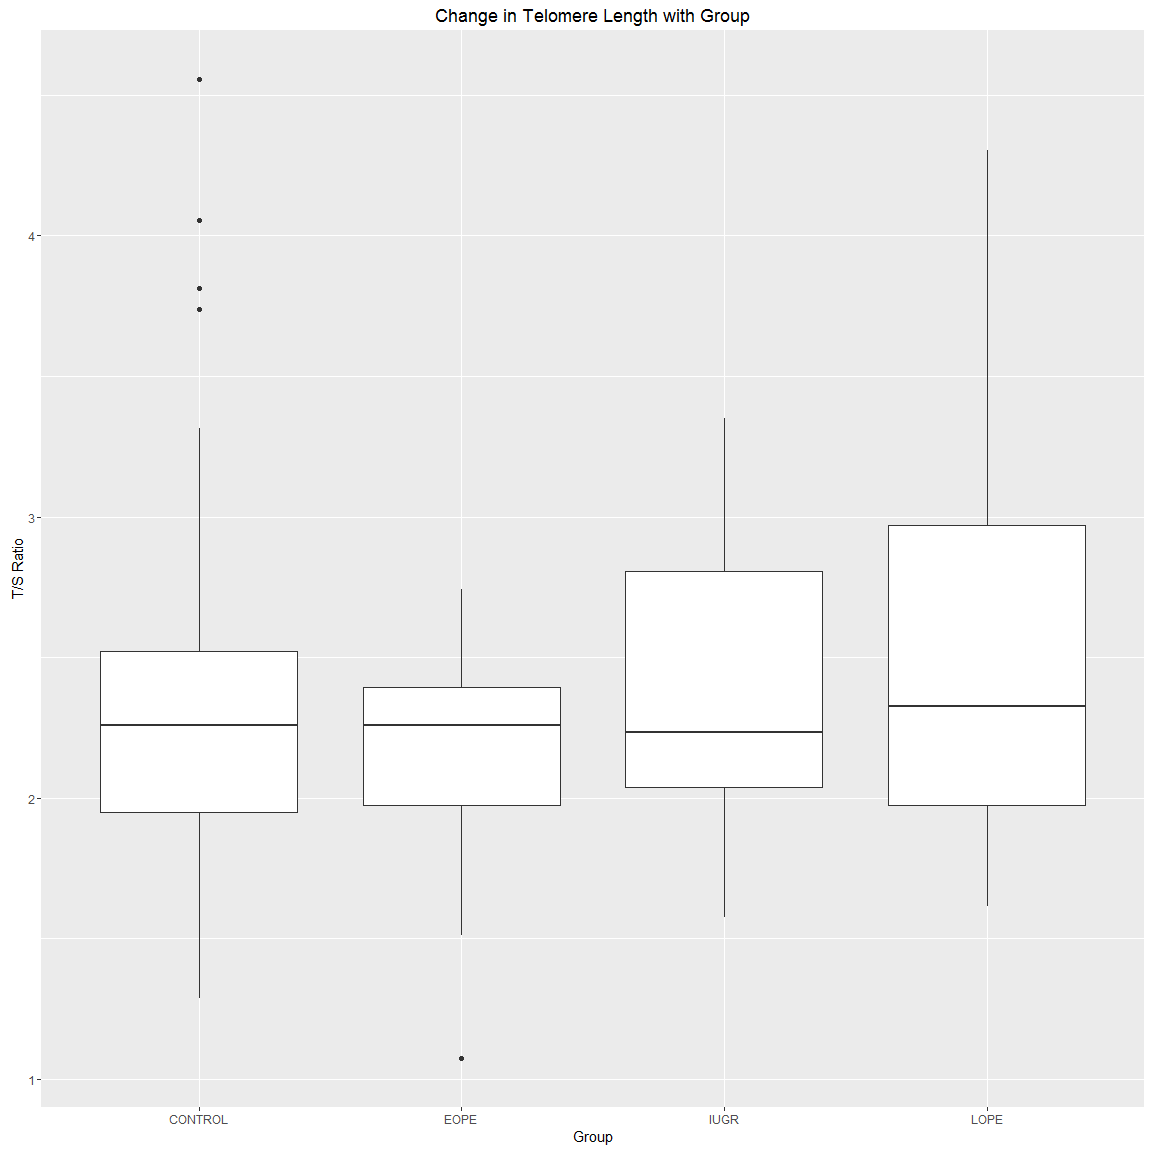 Change in Telomere Length with Group
T/S Ratio
4
3
2
1
CONTROL EOPE IUGR LOPE
Group